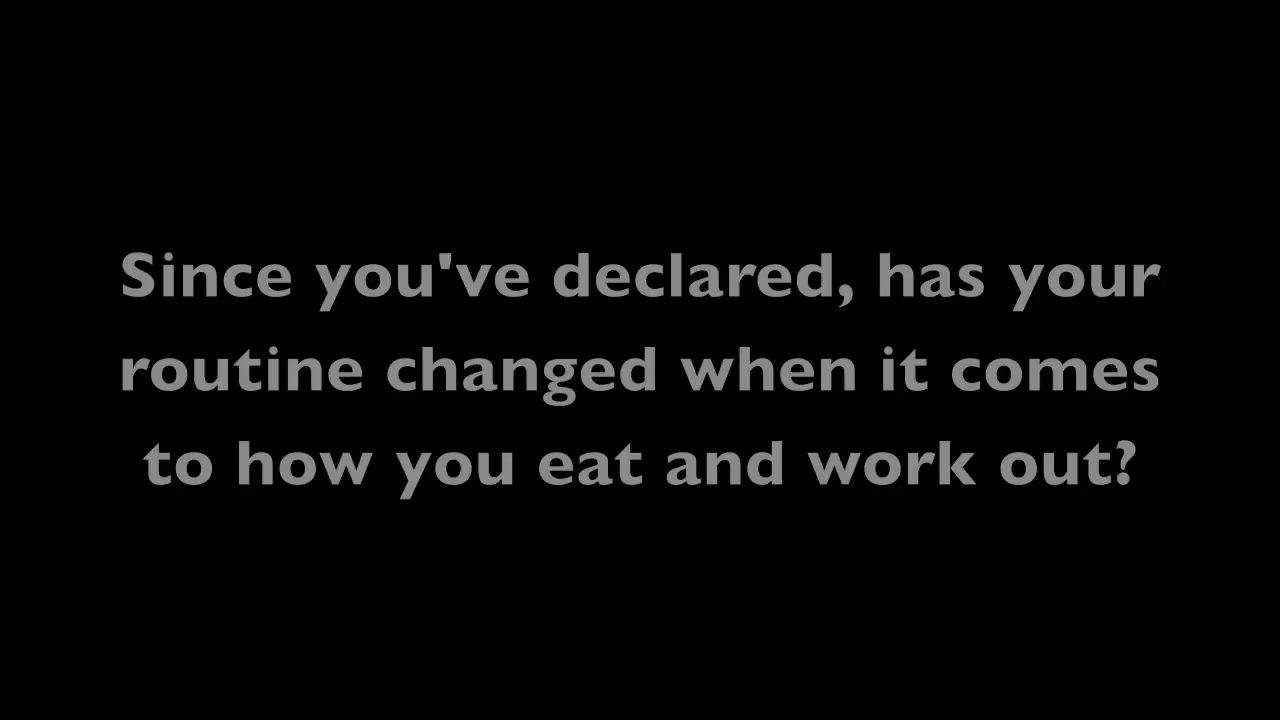 Since you've declared, has your
routine changed when it comes
to how you eat and work out?